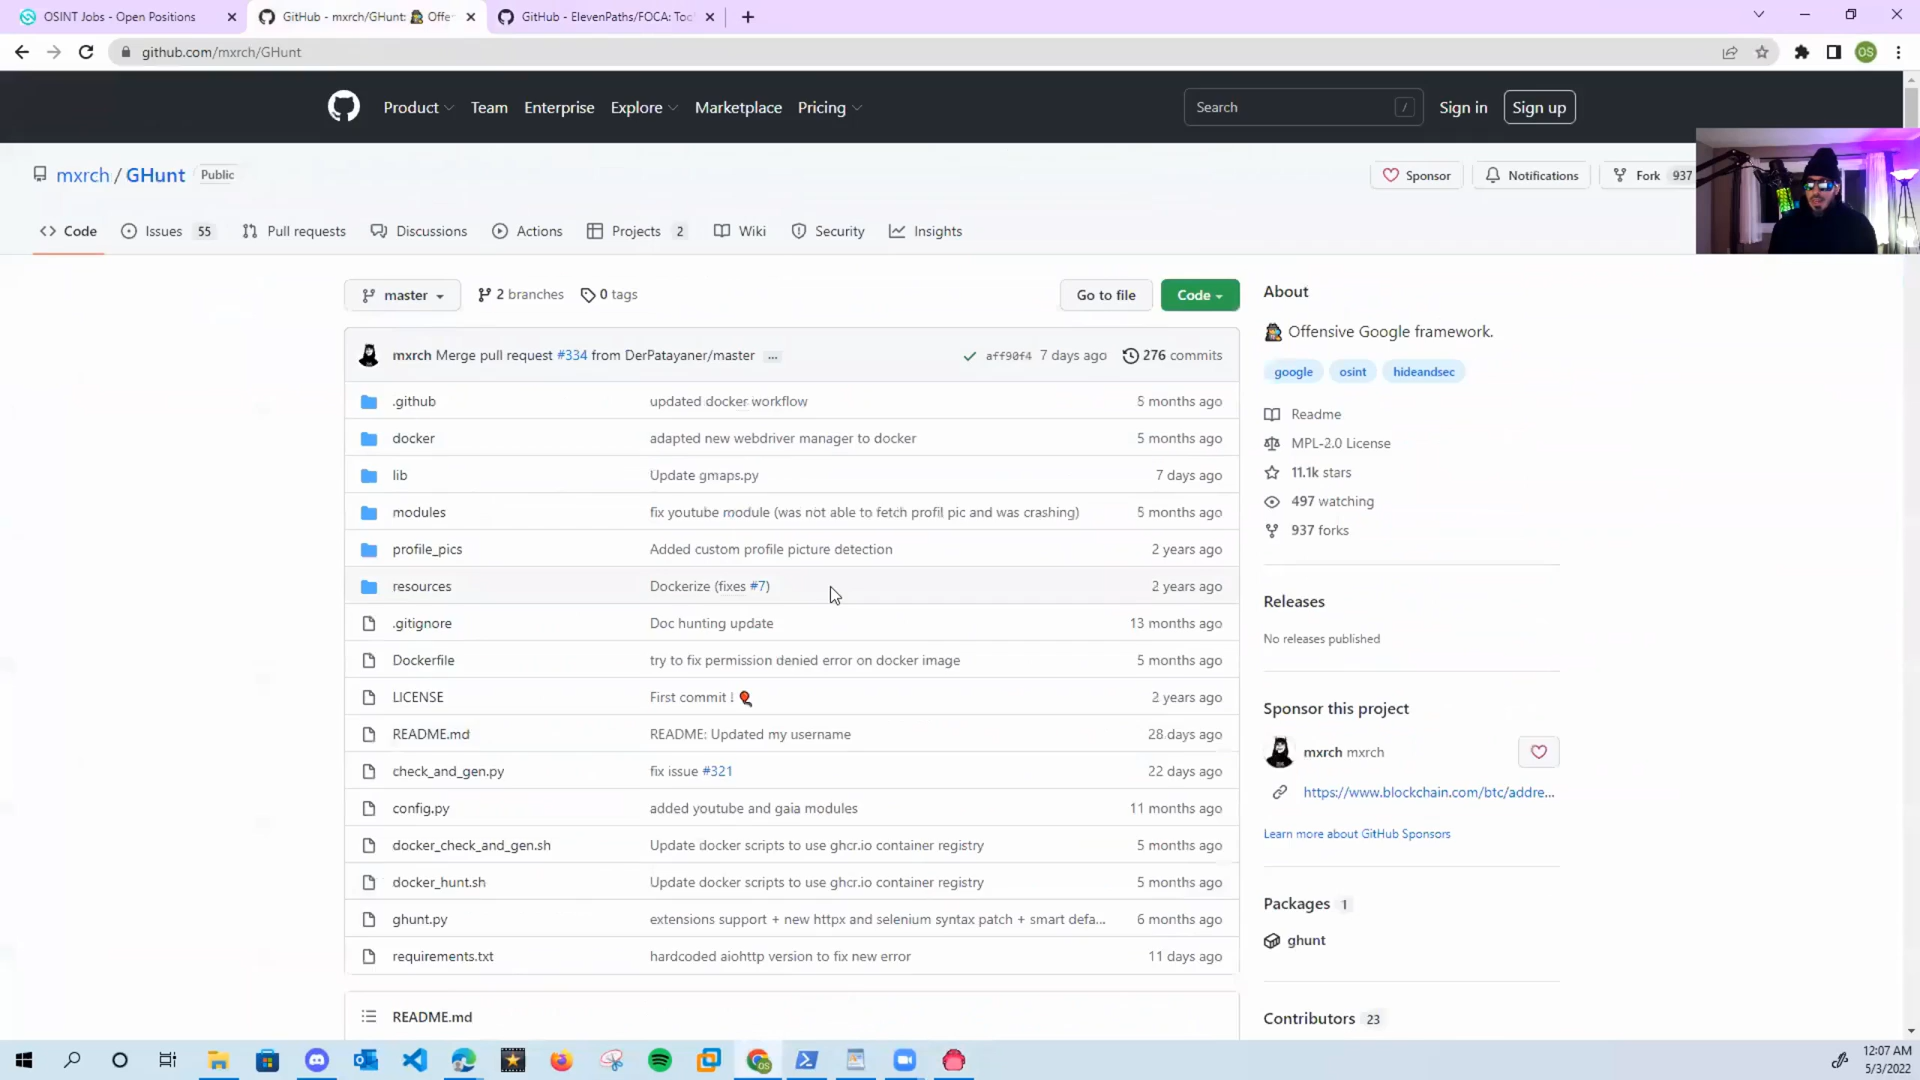 OSINT Jobs - Open Positions
GitHub - mxrch/GHunt: 🕵️ Offe
GitHub - ElevenPaths/FOCA: Too
github.com/mxrch/GHunt
OS
Product
Team
Enterprise
Explore
Marketplace
Pricing
Search
/
Sign in
Sign up
mxrch / GHunt
Public
Sponsor
Notifications
Fork 937
Code
Issues 55
Pull requests
Discussions
Actions
Projects 2
Wiki
Security
Insights
master
2 branches
0 tags
Go to file
Code
mxrch Merge pull request #334 from DerPatayaner/master ...
aff90f4 7 days ago
276 commits
.github updated docker workflow 5 months ago
docker adapted new webdriver manager to docker 5 months ago
lib Update gmaps.py 7 days ago
modules fix youtube module (was not able to fetch profil pic and was crashing) 5 months ago
profile_pics Added custom profile picture detection 2 years ago
resources Dockerize (fixes #7) 2 years ago
.gitignore Doc hunting update 13 months ago
Dockerfile try to fix permission denied error on docker image 5 months ago
LICENSE First commit ! 🎈 2 years ago
README.md README: Updated my username 28 days ago
check_and_gen.py fix issue #321 22 days ago
config.py added youtube and gaia modules 11 months ago
docker_check_and_gen.sh Update docker scripts to use ghcr.io container registry 5 months ago
docker_hunt.sh Update docker scripts to use ghcr.io container registry 5 months ago
ghunt.py extensions support + new httpx and selenium syntax patch + smart defa... 6 months ago
requirements.txt hardcoded aiohttp version to fix new error 11 days ago
README.md
About
🕵️ Offensive Google framework.
google osint hideandsec
Readme
MPL-2.0 License
11.1k stars
497 watching
937 forks
Releases
No releases published
Sponsor this project
mxrch mxrch
https://www.blockchain.com/btc/addre...
Learn more about GitHub Sponsors
Packages 1
ghunt
Contributors 23
12:07 AM
5/3/2022